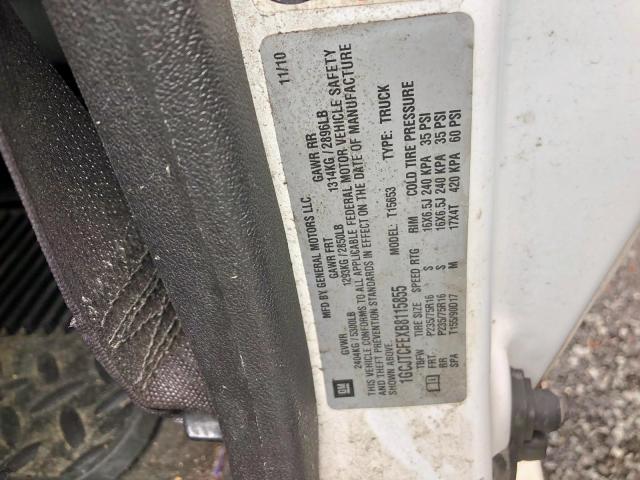 MFD BY GENERAL MOTORS LLC 11/10
GVWR GAWR FRT GAWR RR
2404KG / 5300LB 1293KG / 2850LB 1314KG / 2896LB
THIS VEHICLE CONFORMS TO ALL APPLICABLE FEDERAL MOTOR VEHICLE SAFETY
AND THEFT PREVENTION STANDARDS IN EFFECT ON THE DATE OF MANUFACTURE
SHOWN ABOVE.
1GCJTCFEXB8115855 MODEL: T15653 TYPE: TRUCK
TBFW TIRE SIZE SPEED RTG RIM COLD TIRE PRESSURE
FRT P235/75R16 S 16X6.5J 240 KPA 35 PSI
RR P235/75R16 S 16X6.5J 240 KPA 35 PSI
SPA T155/90D17 M 17X4T 420 KPA 60 PSI
GM